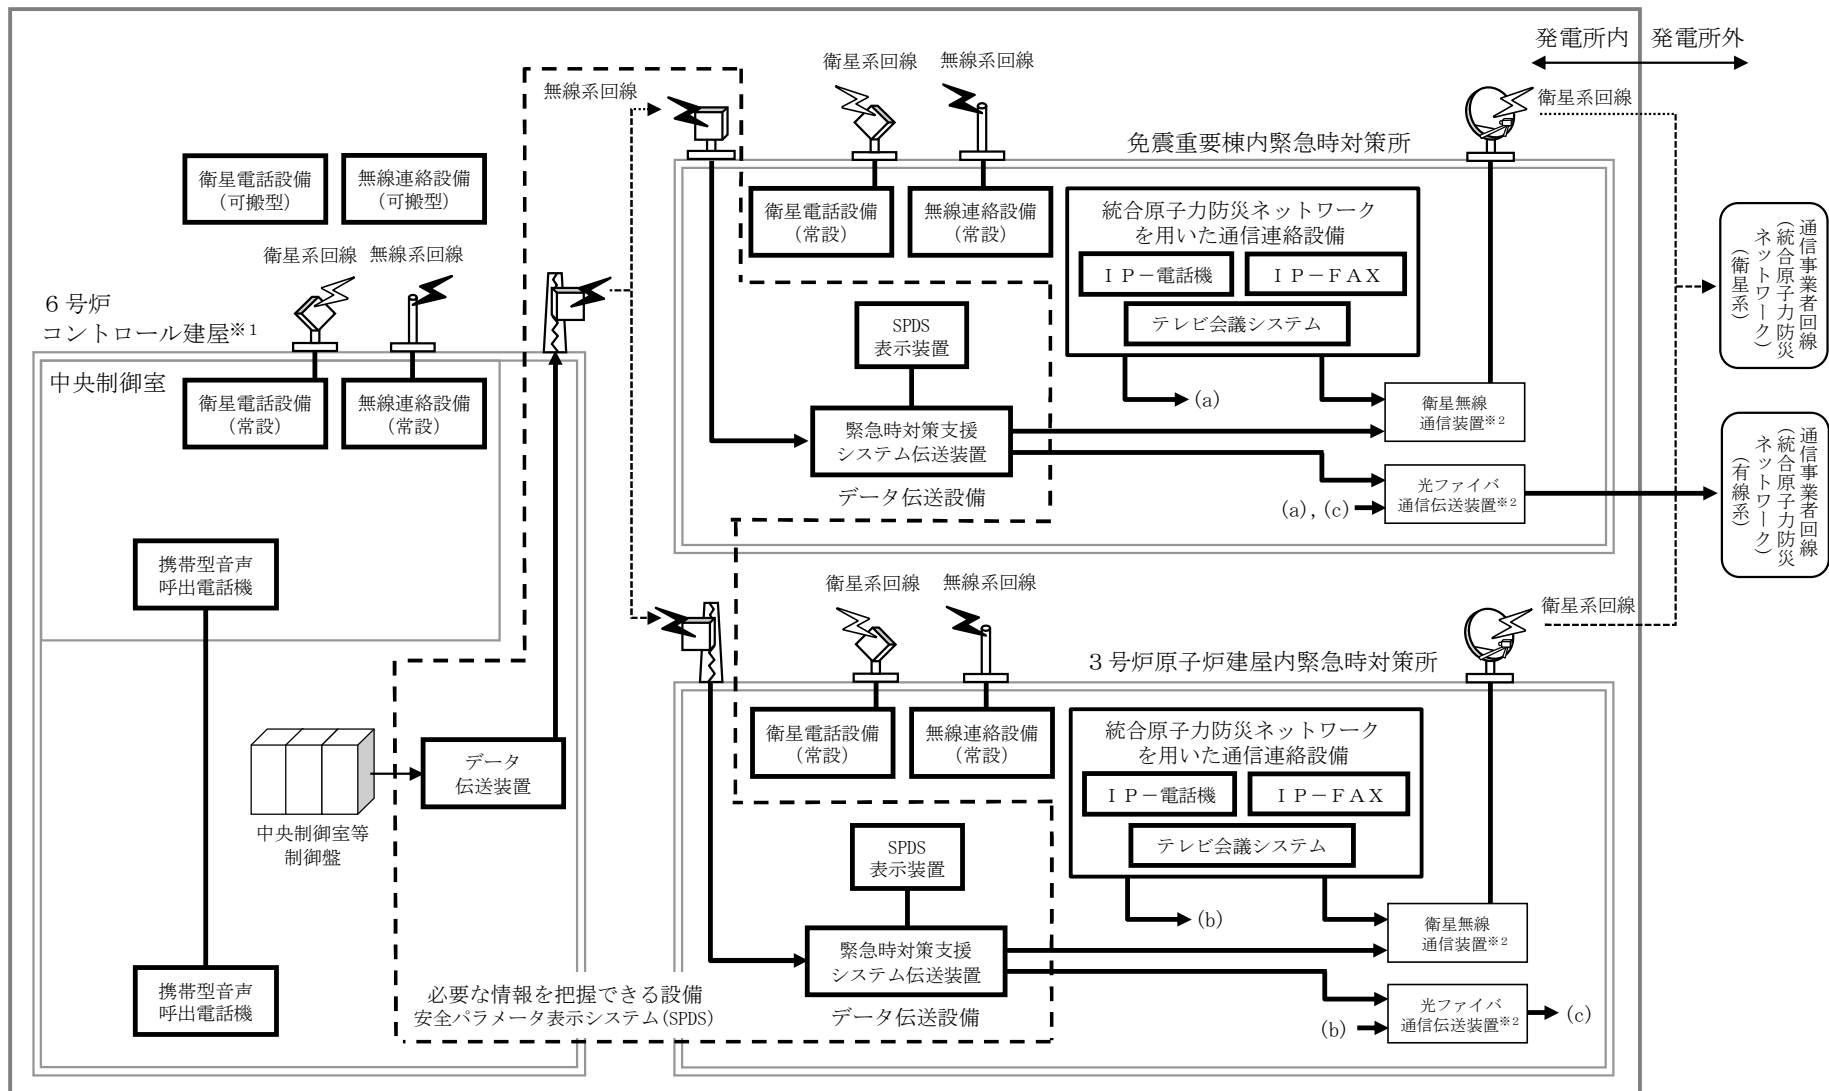 発電所内
発電所外
無線系回線
衛星系回線
無線系回線
衛星系回線
免震重要棟内緊急時対策所
衛星電話設備
(可搬型)
無線連絡設備
(可搬型)
衛星系回線
無線系回線
6号炉
コントロール建屋※1
中央制御室
衛星電話設備
(常設)
無線連絡設備
(常設)
携帯型音声
呼出電話機
中央制御室等
制御盤
データ
伝送装置
携帯型音声
呼出電話機
必要な情報を把握できる設備
安全パラメータ表示システム(SPDS)
衛星電話設備
(常設)
無線連絡設備
(常設)
統合原子力防災ネットワーク
を用いた通信連絡設備
IP-電話機
IP-FAX
テレビ会議システム
SPDS
表示装置
(a)
衛星無線
通信装置※2
緊急時対策支援
システム伝送装置
データ伝送設備
光ファイバ
通信伝送装置※2
(a),(c)
通信事業者回線
(統合原子力防災
ネットワーク)
(衛星系)
通信事業者回線
(統合原子力防災
ネットワーク)
(有線系)
衛星系回線
無線系回線
衛星系回線
3号炉原子炉建屋内緊急時対策所
衛星電話設備
(常設)
無線連絡設備
(常設)
統合原子力防災ネットワーク
を用いた通信連絡設備
IP-電話機
IP-FAX
テレビ会議システム
SPDS
表示装置
(b)
衛星無線
通信装置※2
緊急時対策支援
システム伝送装置
データ伝送設備
光ファイバ
通信伝送装置※2
(b)
(c)